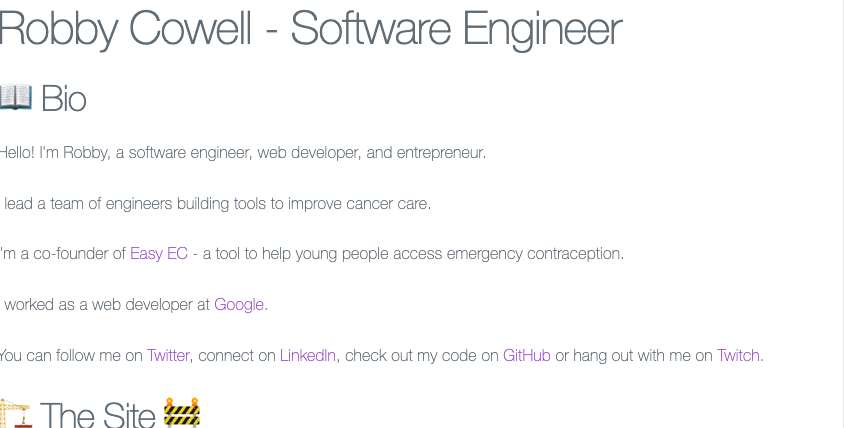 Robby Cowell - Software Engineer
📖 Bio
Hello! I'm Robby, a software engineer, web developer, and entrepreneur.
I lead a team of engineers building tools to improve cancer care.
I'm a co-founder of Easy EC - a tool to help young people access emergency contraception.
I worked as a web developer at Google.
You can follow me on Twitter, connect on LinkedIn, check out my code on GitHub or hang out with me on Twitch.
🏗️ The Site 🚧